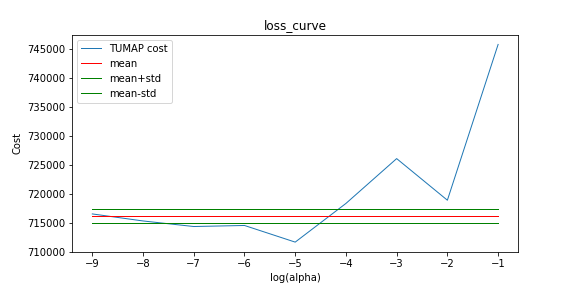 loss_curve
TUMAP cost
mean
mean+std
mean-std
745000
740000
735000
730000
725000
720000
715000
710000
Cost
−9 −8 −7 −6 −5 −4 −3 −2 −1
log(alpha)